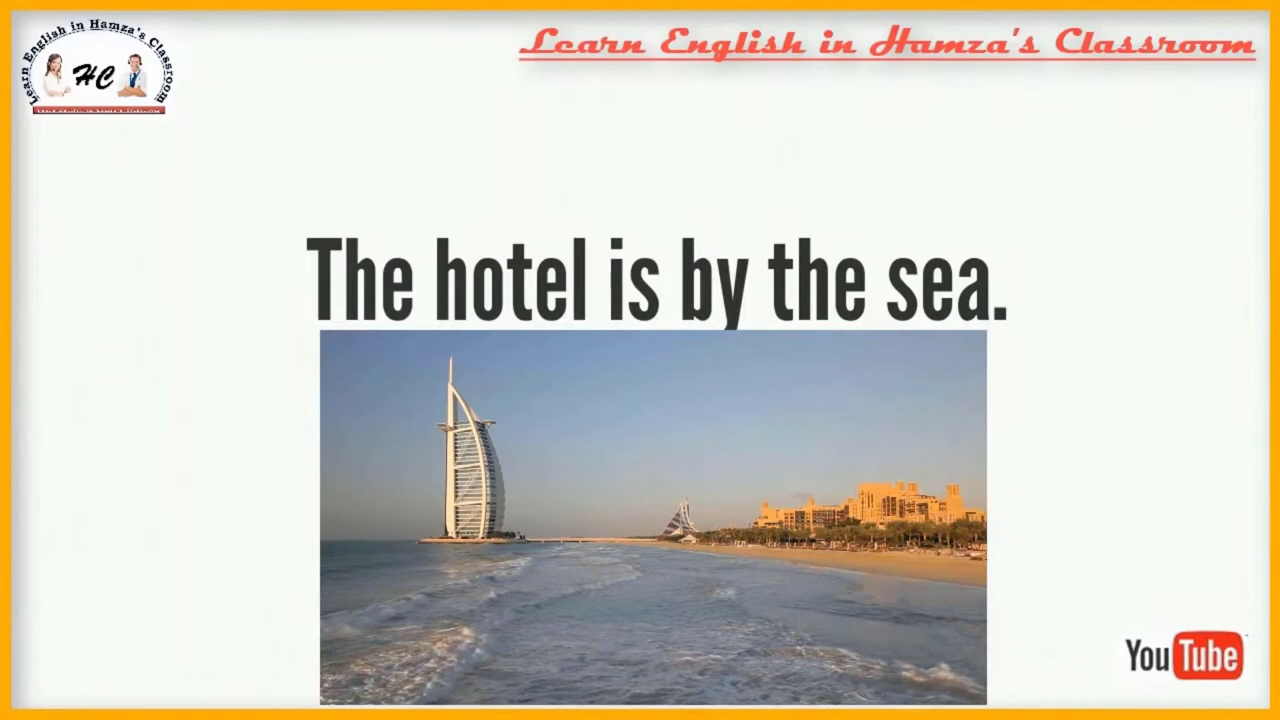 Learn English in Hamza's Classroom
HC
Learn English in Hamza's Classroom
The hotel is by the sea.
YouTube